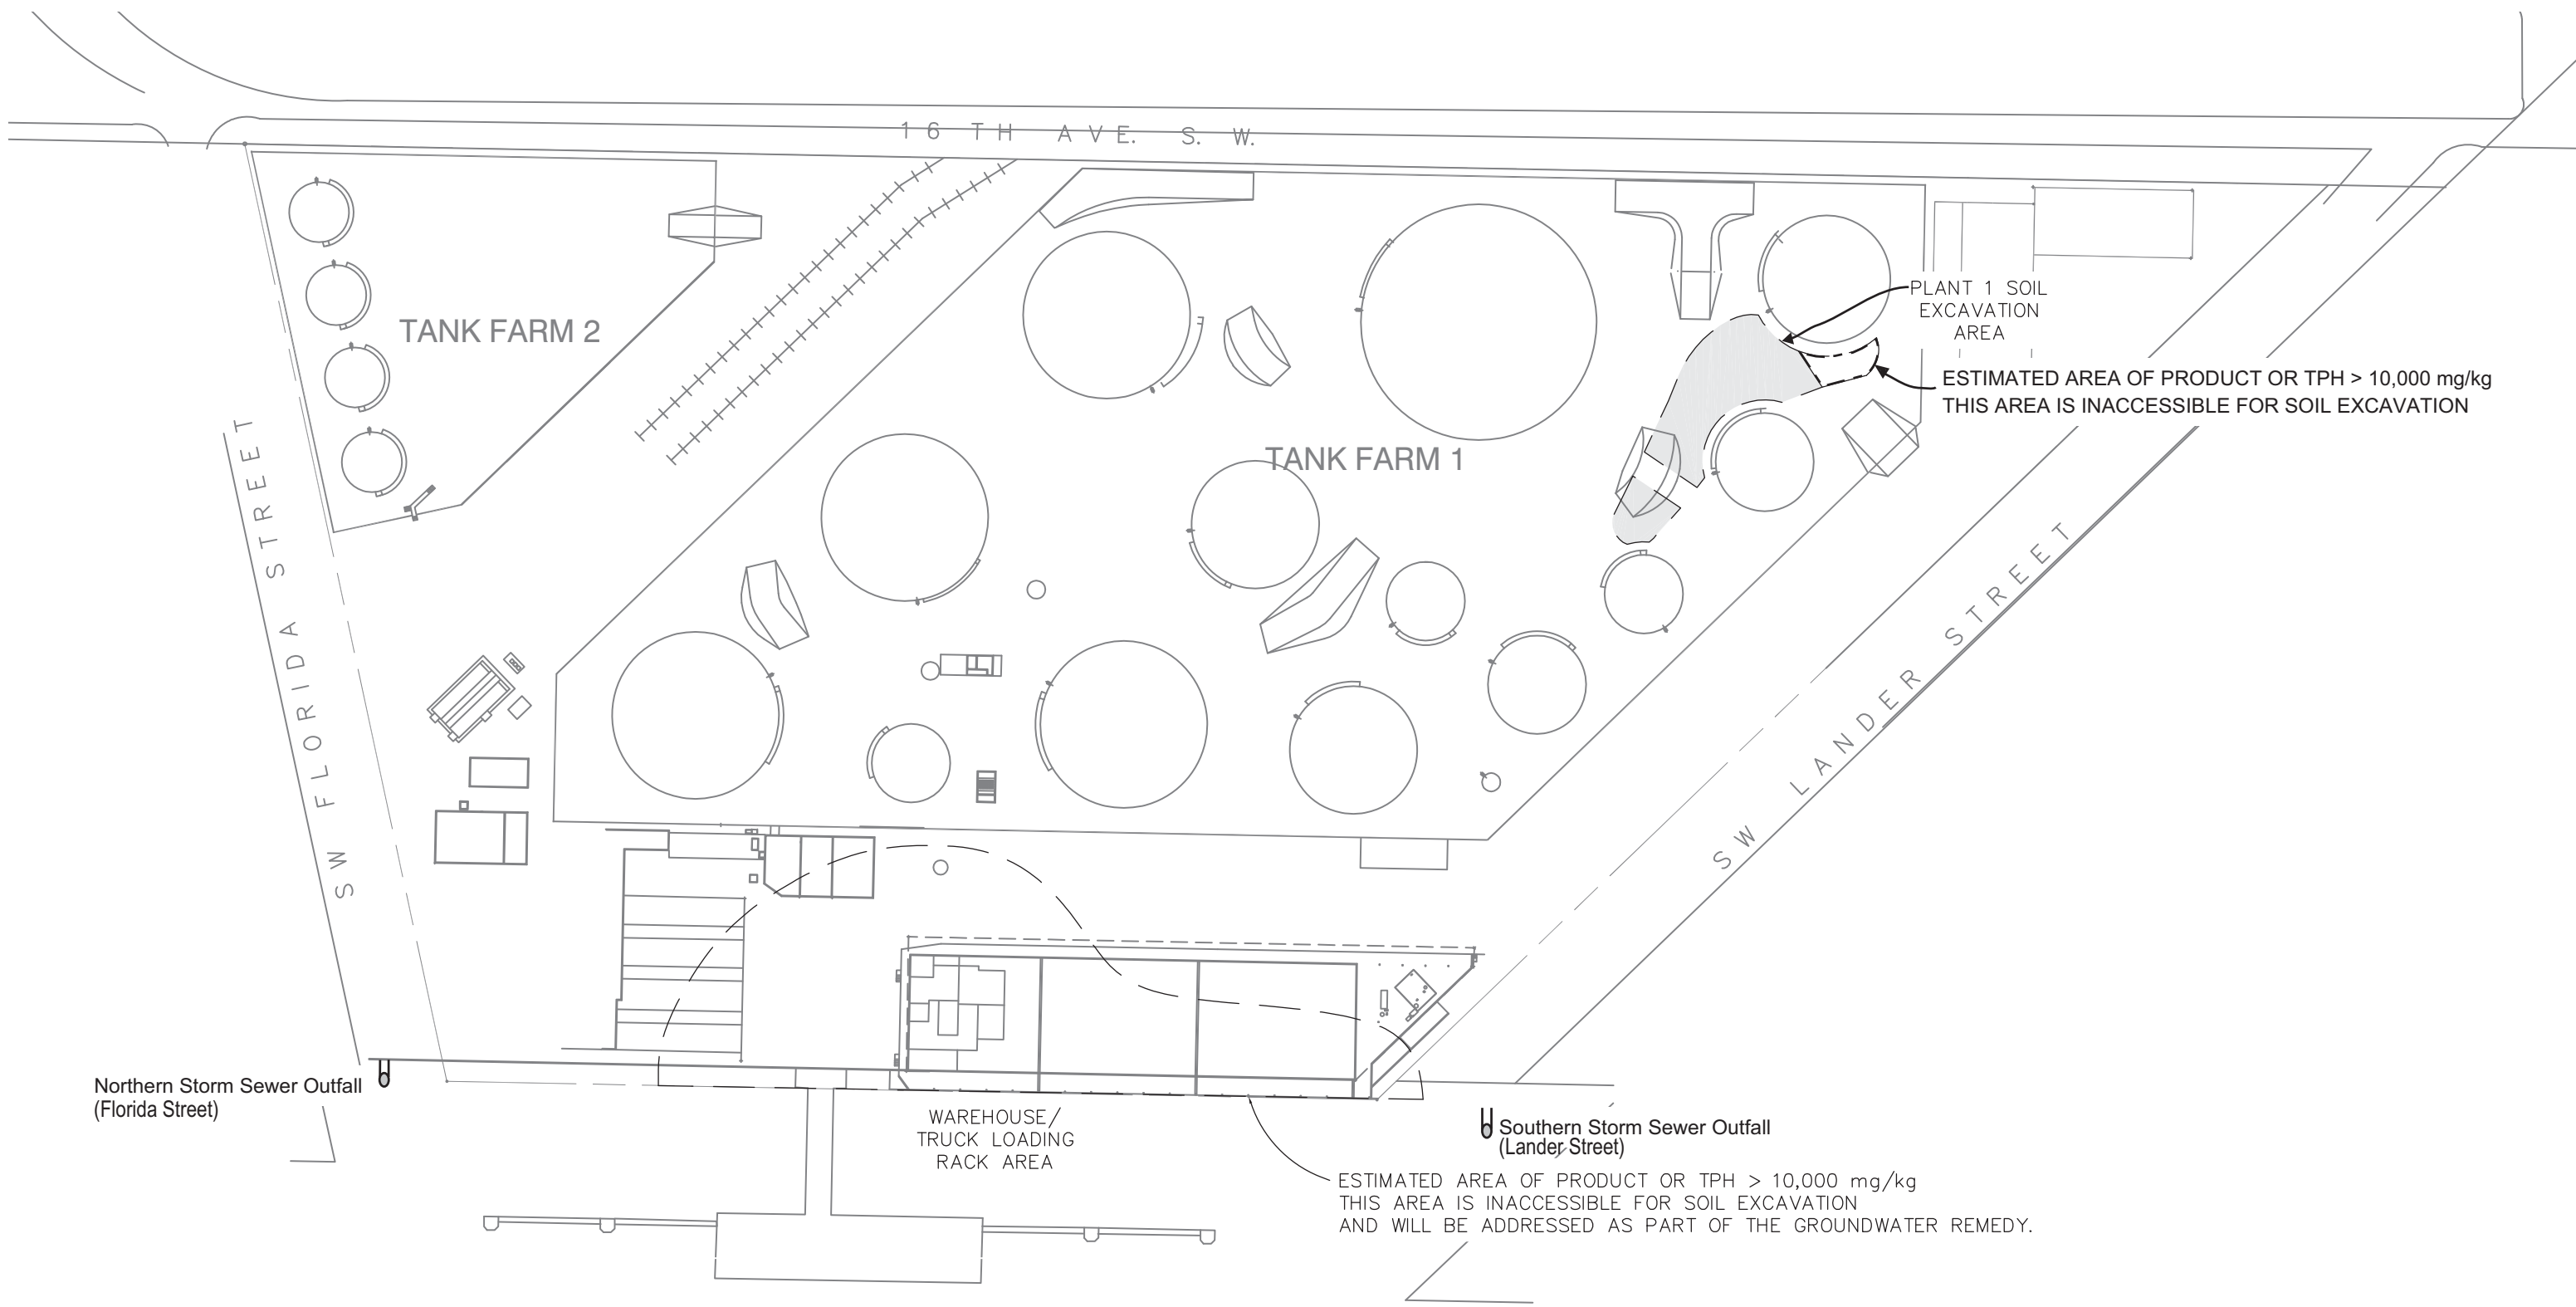 16 TH AVE. S. W.
PLANT 1 SOIL
EXCAVATION
AREA
TANK FARM 2
ESTIMATED AREA OF PRODUCT OR TPH > 10,000 mg/kg
THIS AREA IS INACCESSIBLE FOR SOIL EXCAVATION
TANK FARM 1
SW FLORIDA STREET
SW LANDER STREET
Northern Storm Sewer Outfall
(Florida Street)
WAREHOUSE/
TRUCK LOADING
RACK AREA
Southern Storm Sewer Outfall
(Lander Street)
ESTIMATED AREA OF PRODUCT OR TPH > 10,000 mg/kg
THIS AREA IS INACCESSIBLE FOR SOIL EXCAVATION
AND WILL BE ADDRESSED AS PART OF THE GROUNDWATER REMEDY.